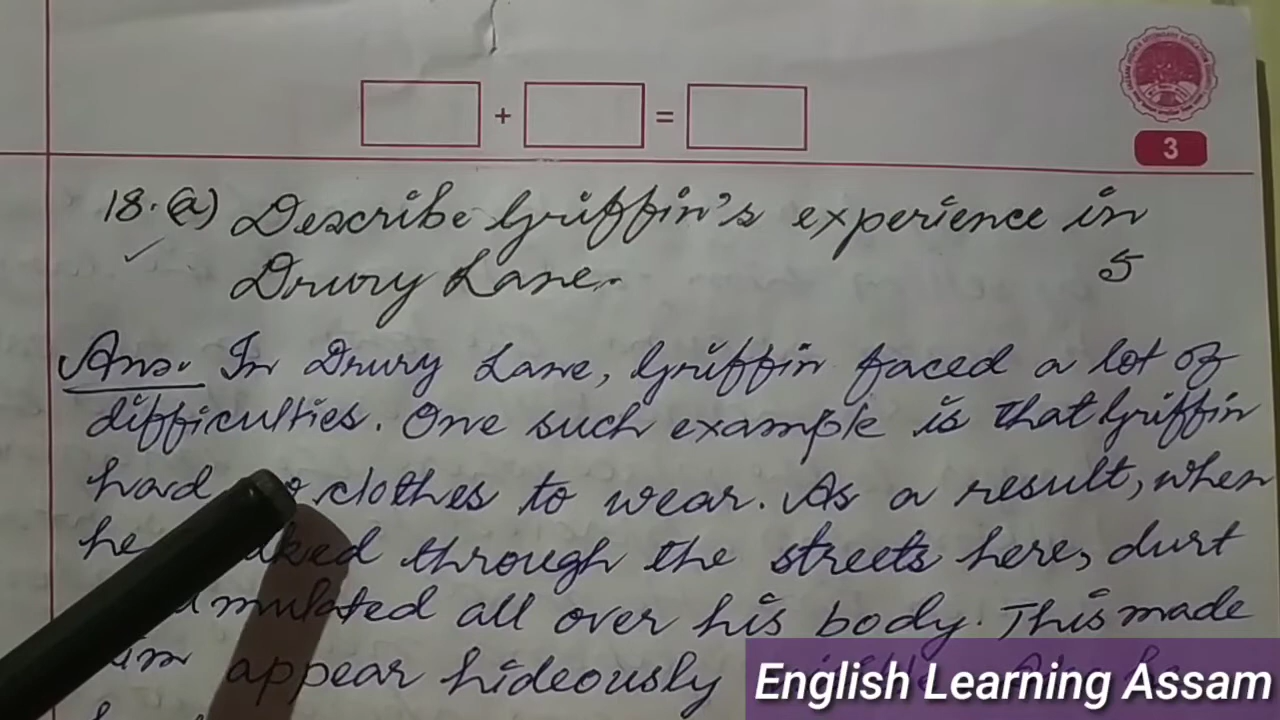 + =
3
18. (a) Describe Griffin's experience in
Drury Lane. 5
Ans. In Drury Lane, Griffin faced a lot of
difficulties. One such example is that Griffin
had clothes to wear. As a result, when
he through the streets here, durt
all over his body. This made
appear hideously
English Learning Assam